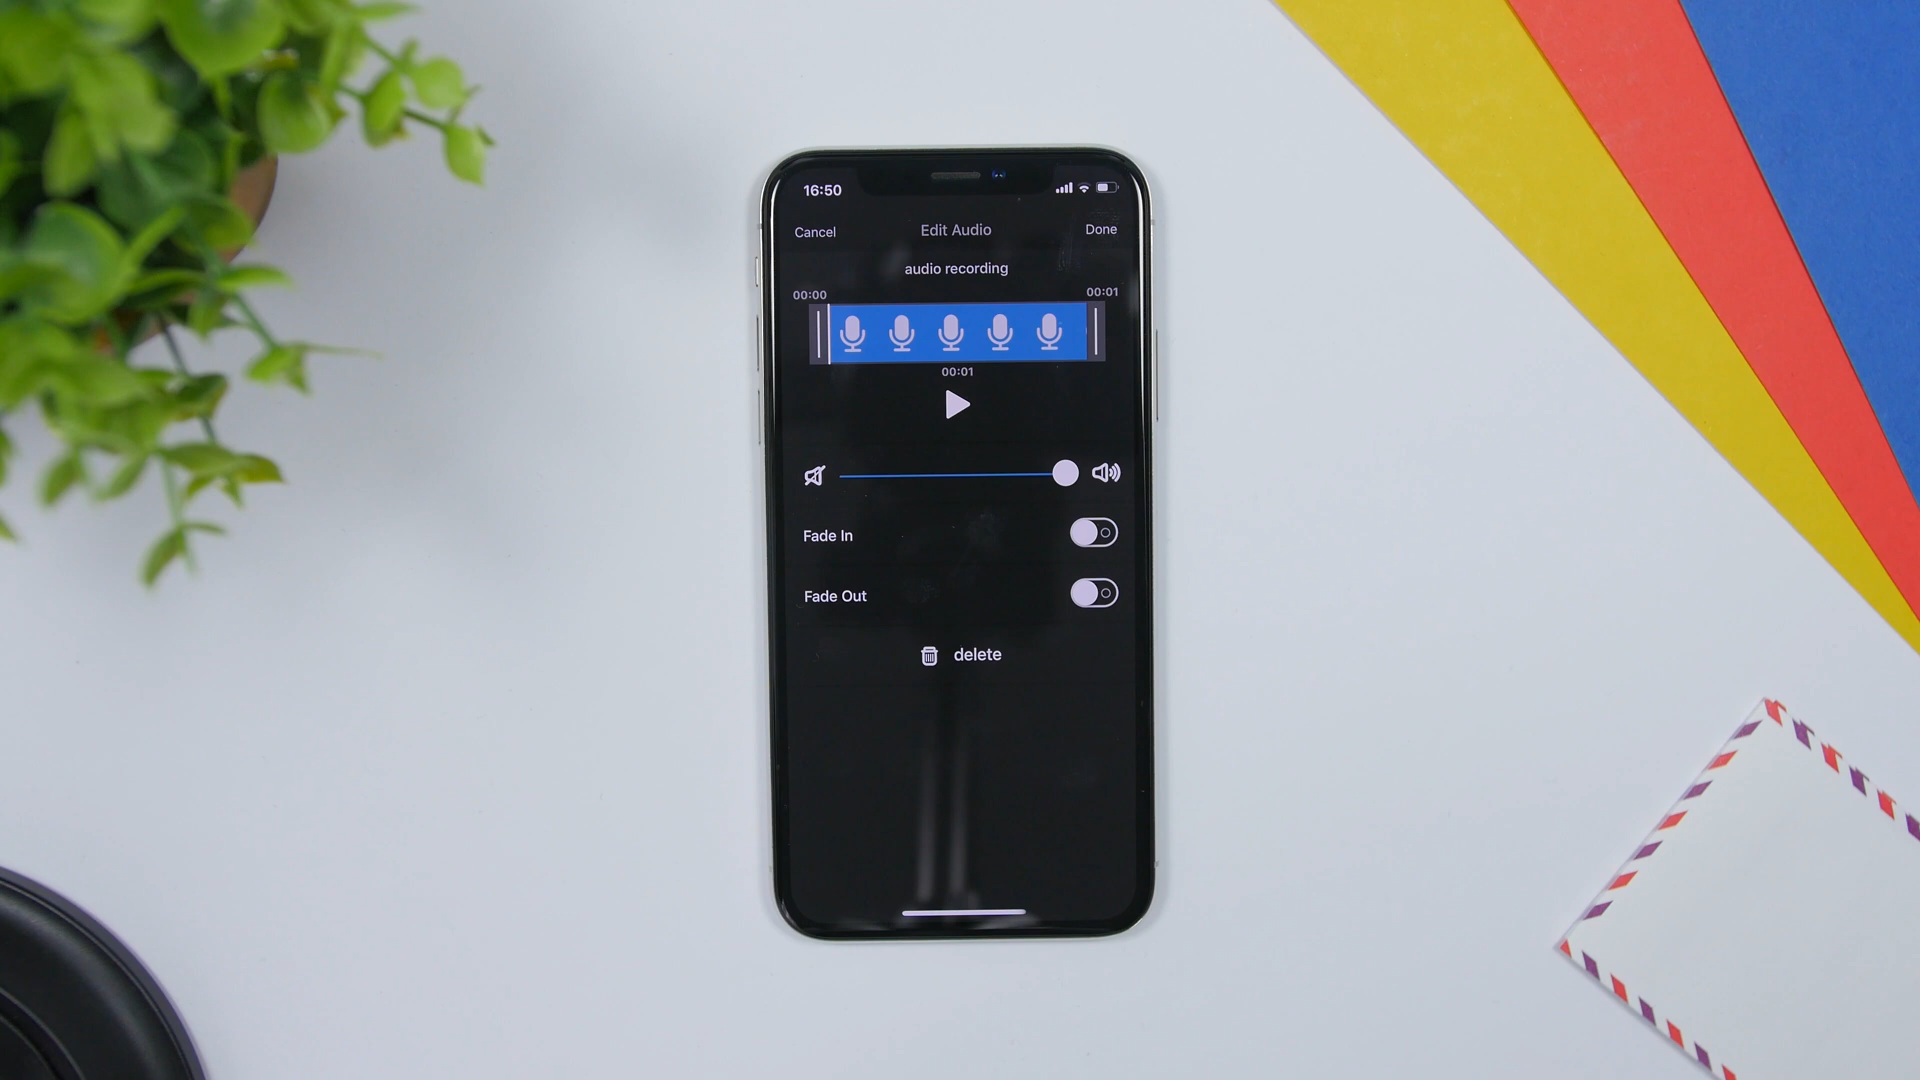 16:50
Cancel Edit Audio Done
audio recording
00:00 00:01
00:01
Fade In
Fade Out
delete